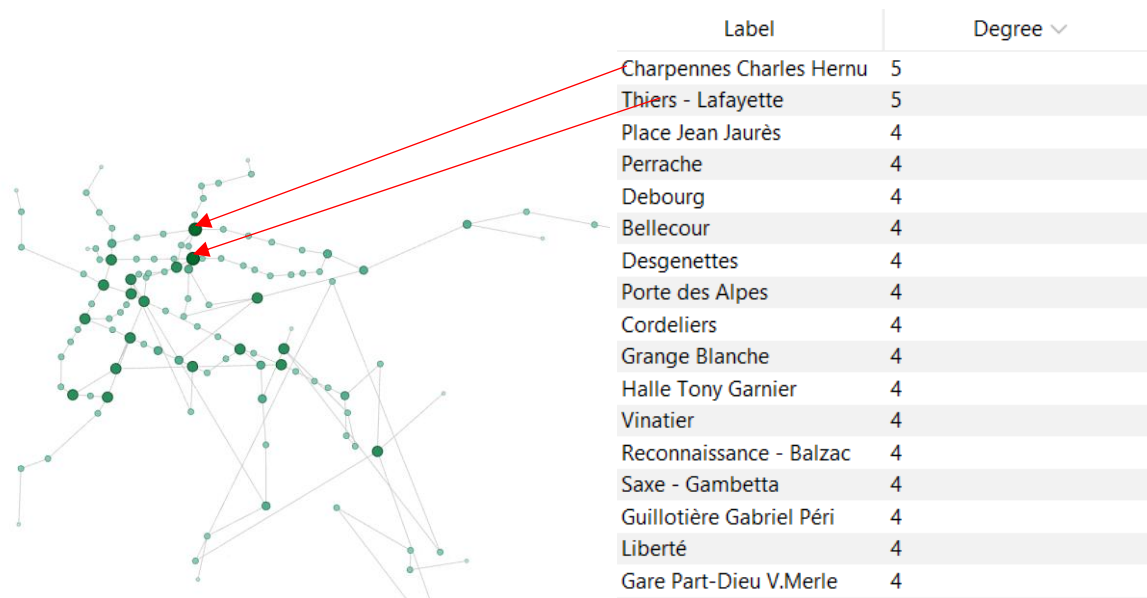 Label Degree
Charpennes Charles Hernu 5
Thiers - Lafayette 5
Place Jean Jaurès 4
Perrache 4
Debourg 4
Bellecour 4
Desgenettes 4
Porte des Alpes 4
Cordeliers 4
Grange Blanche 4
Halle Tony Garnier 4
Vinatier 4
Reconnaissance - Balzac 4
Saxe - Gambetta 4
Guillotière Gabriel Péri 4
Liberté 4
Gare Part-Dieu V.Merle 4